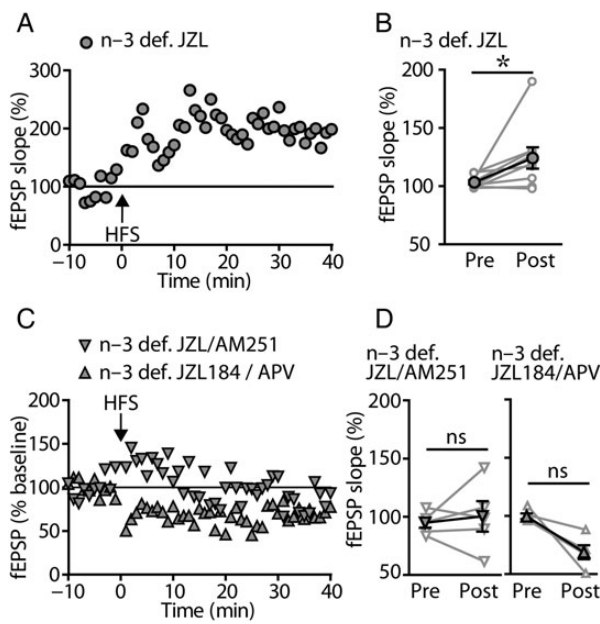 A
n–3 def. JZL
fEPSP slope (%)
300
200
100
0
HFS
–10
0
10
20
30
40
Time (min)
B
n–3 def. JZL
*
fEPSP slope (%)
200
150
100
50
Pre
Post
C
n–3 def. JZL/AM251
n–3 def. JZL184 / APV
HFS
fEPSP (% baseline)
200
150
100
50
0
–10
0
10
20
30
40
Time (min)
D
n–3 def. n–3 def.
JZL/AM251 JZL184/APV
fEPSP slope (%)
200
150
100
50
ns
ns
Pre
Post
Pre
Post